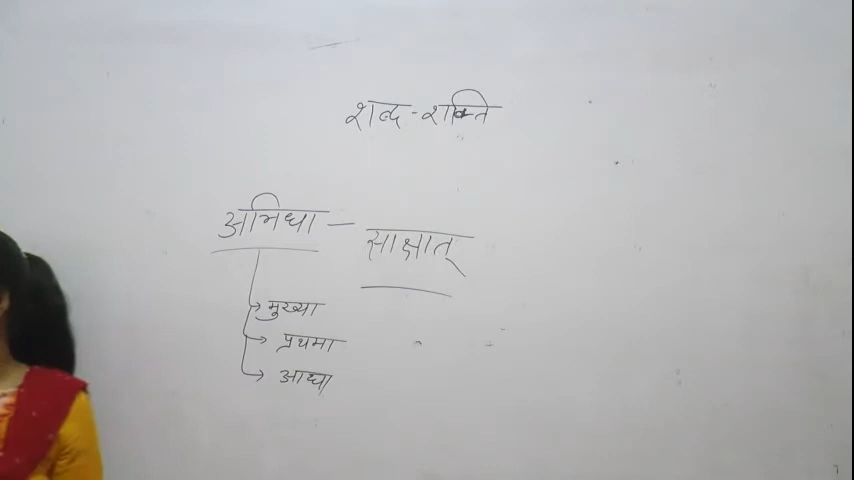 शब्द-शक्ति
अभिधा – साक्षात्
मुख्या
प्रथमा
आद्या